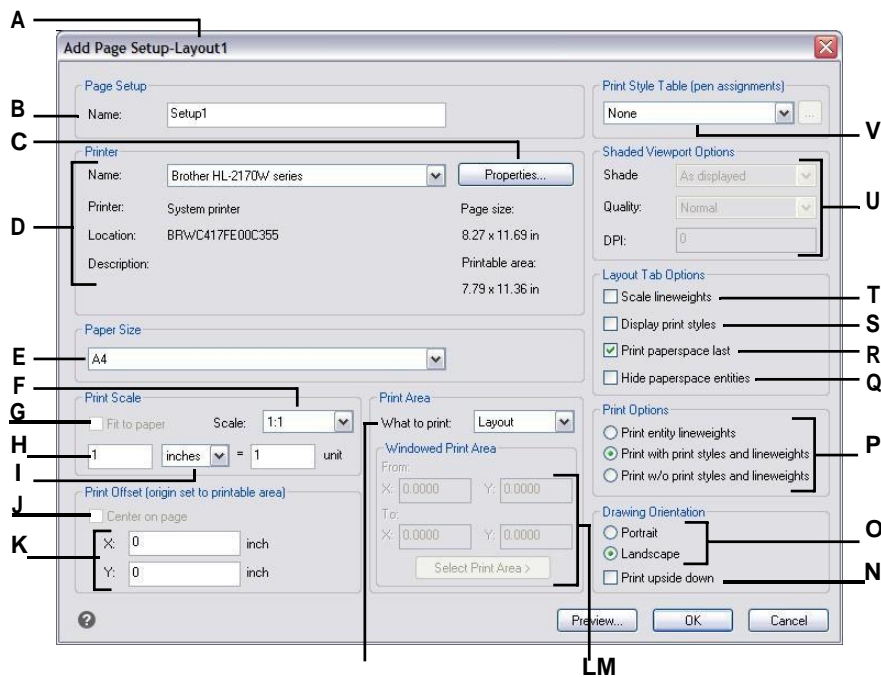 A
Add Page Setup-Layout1
Page Setup
Print Style Table (pen assignments)
B
Name:
Setup1
None
...
V
C
Printer
Shaded Viewport Options
Name:
Brother HL-2170W series
Properties...
Shade
As displayed
U
D
Printer:
System printer
Page size:
Quality:
Normal
Location:
BRWC417FE00C355
8.27 x 11.69 in
DPI:
0
Description:
Printable area:
7.79 x 11.36 in
Layout Tab Options
Scale lineweights
T
Paper Size
Display print styles
S
E
A4
Print paperspace last
R
Hide paperspace entities
Q
F
Print Scale
Print Area
G
Fit to paper
Scale:
1:1
What to print:
Layout
Print Options
Print entity lineweights
H
1
inches
=
1
unit
Windowed Print Area
Print with print styles and lineweights
P
I
From:
Print w/o print styles and lineweights
Print Offset (origin set to printable area)
X:
0.0000
Y:
0.0000
J
Center on page
To:
Drawing Orientation
K
X:
0
inch
X:
0.0000
Y:
0.0000
Portrait
O
Landscape
Y:
0
inch
Select Print Area >
Print upside down
N
?
Preview...
OK
Cancel
LM